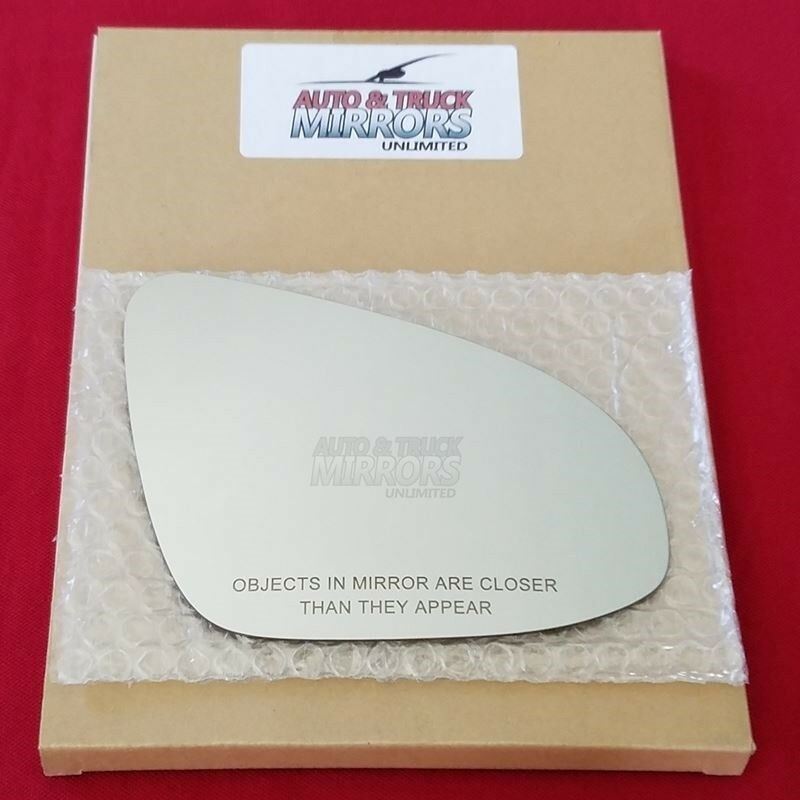 AUTO & TRUCK
MIRRORS
UNLIMITED
AUTO & TRUCK
MIRRORS
UNLIMITED
OBJECTS IN MIRROR ARE CLOSER
THAN THEY APPEAR